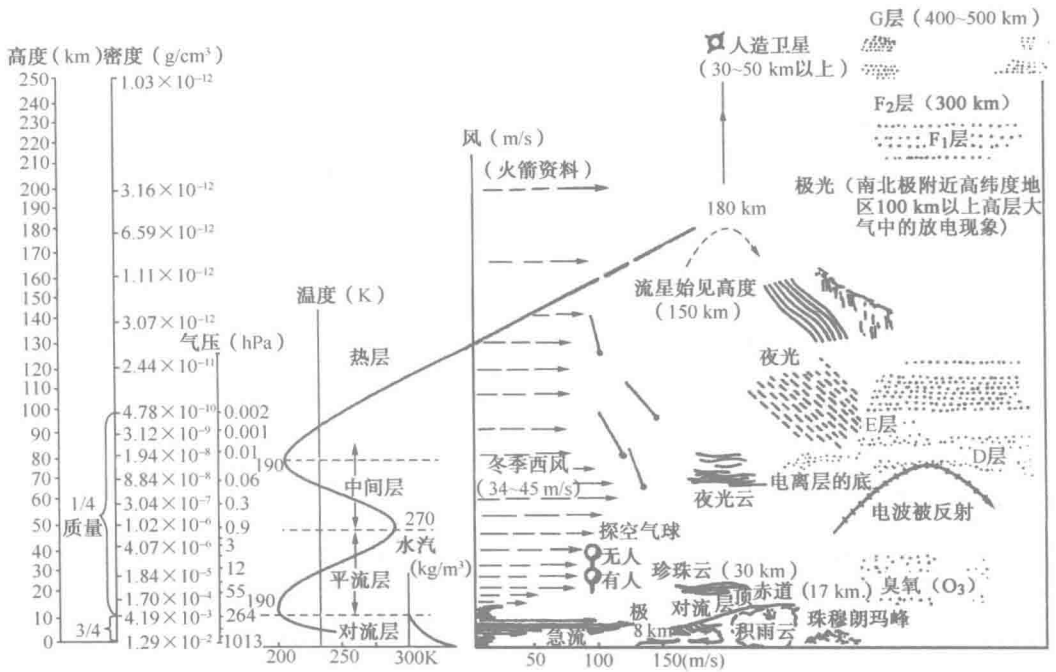 G层(400~500 km)
人造卫星
(30~50 km以上)
高度(km)
密度(g/cm³)
250
240
230
220
210
200
190
180
170
160
150
140
130
120
110
100
90
80
70
60
50
40
30
20
10
0
1.03×10⁻¹²
3.16×10⁻¹²
6.59×10⁻¹²
1.11×10⁻¹²
3.07×10⁻¹²
2.44×10⁻¹¹
4.78×10⁻¹⁰
3.12×10⁻⁹
1.94×10⁻⁸
8.84×10⁻⁸
3.04×10⁻⁷
1.02×10⁻⁶
4.07×10⁻⁶
1.84×10⁻⁵
1.70×10⁻⁴
4.19×10⁻³
1.29×10⁻²
1/4
质量
3/4
气压(hPa)
0.002
0.001
0.01
0.06
0.3
0.9
3
12
55
264
1013
温度(K)
热层
190
中间层
270
平流层
190
对流层
水汽
(kg/m³)
200
250
300K
风(m/s)
(火箭资料)
冬季西风
(34~45 m/s)
探空气球
无人
有人
急流
50
100
150(m/s)
F₂层(300 km)
F₁层
极光(南北极附近高纬度地
区100 km以上高层大
气中的放电现象)
180 km
流星始见高度
(150 km)
夜光
E层
D层
夜光云
电离层的底
电波被反射
珍珠云(30 km)
臭氧(O₃)
极
8 km
对流层顶
赤道(17 km)
积雨云
珠穆朗玛峰